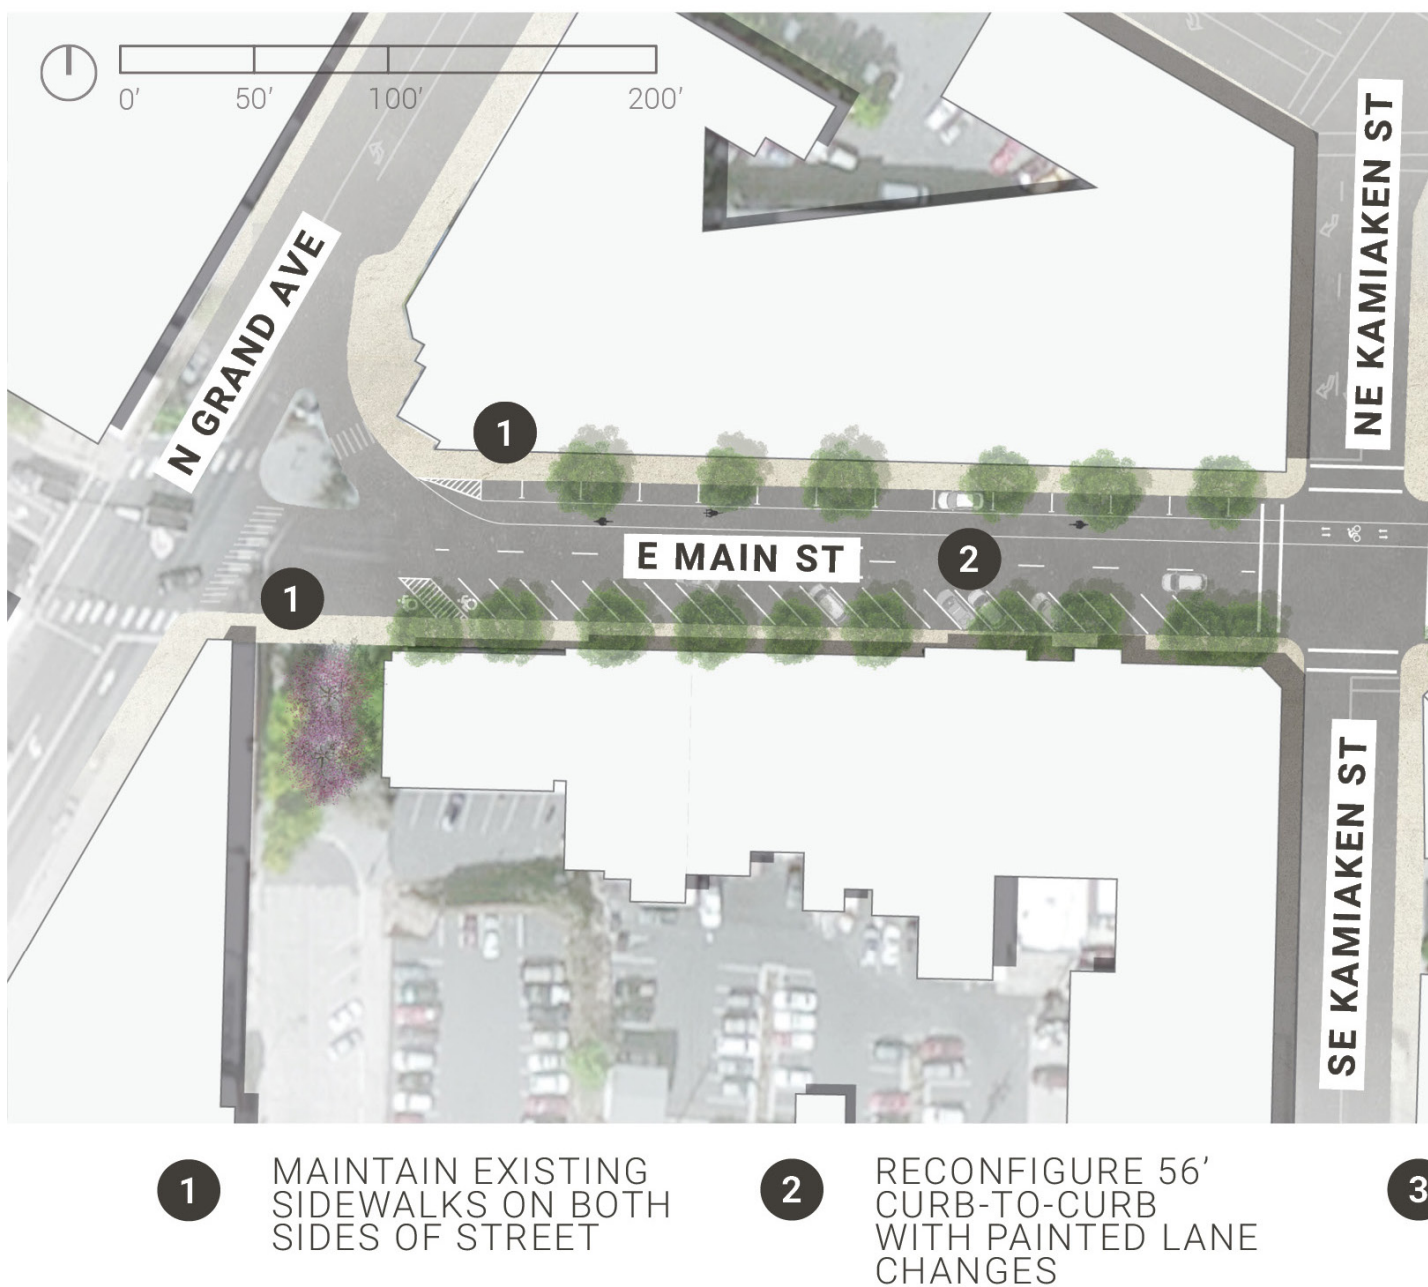 0’ 50’ 100’ 200’
N GRAND AVE
NE KAMIAKEN ST
1
E MAIN ST
2
1
SE KAMIAKEN ST
1
MAINTAIN EXISTING
SIDEWALKS ON BOTH
SIDES OF STREET
2
RECONFIGURE 56’
CURB-TO-CURB
WITH PAINTED LANE
CHANGES
3